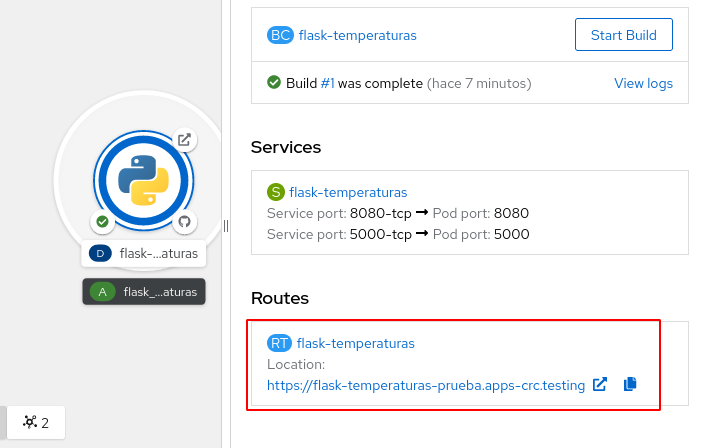 BC flask-temperaturas
Start Build
Build #1 was complete (hace 7 minutos)
View logs
Services
S flask-temperaturas
Service port: 8080-tcp → Pod port: 8080
Service port: 5000-tcp → Pod port: 5000
Routes
RT flask-temperaturas
Location:
https://flask-temperaturas-prueba.apps-crc.testing
D flask-...aturas
A flask_...aturas
2